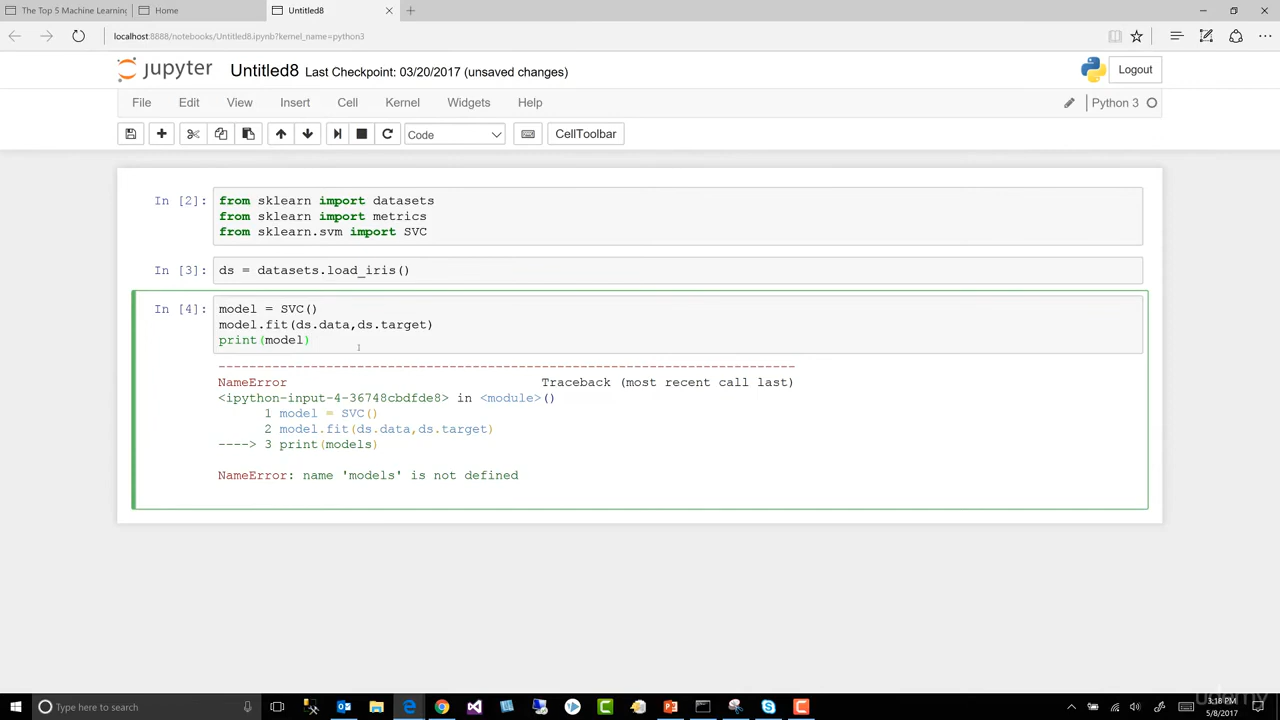 The Top 5 Machine Learning
Home
Untitled8
localhost:8888/notebooks/Untitled8.ipynb?kernel_name=python3
jupyter Untitled8 Last Checkpoint: 03/20/2017 (unsaved changes)
Logout
File Edit View Insert Cell Kernel Widgets Help
Python 3
Code
CellToolbar
In [2]: from sklearn import datasets
from sklearn import metrics
from sklearn.svm import SVC
In [3]: ds = datasets.load_iris()
In [4]: model = SVC()
model.fit(ds.data,ds.target)
print(model)
---------------------------------------------------------------------------
NameError Traceback (most recent call last)
<ipython-input-4-36748cbdfde8> in <module>()
1 model = SVC()
2 model.fit(ds.data,ds.target)
----> 3 print(models)
NameError: name 'models' is not defined
Type here to search
3:18 PM
5/8/2017
udemy